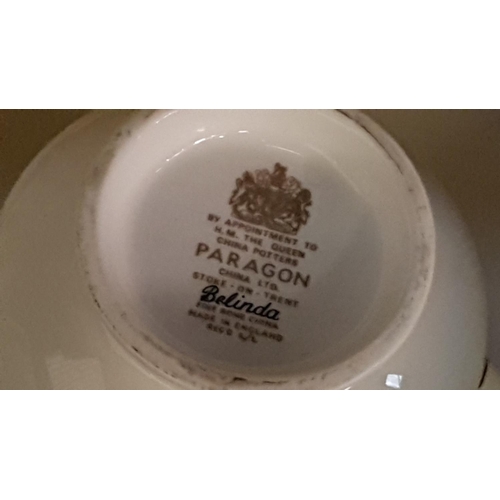 BY APPOINTMENT TO
H.M. THE QUEEN
CHINA POTTERS
PARAGON
CHINA LTD.
STOKE - ON - TRENT
Belinda
FINE BONE CHINA
MADE IN ENGLAND
REG'D